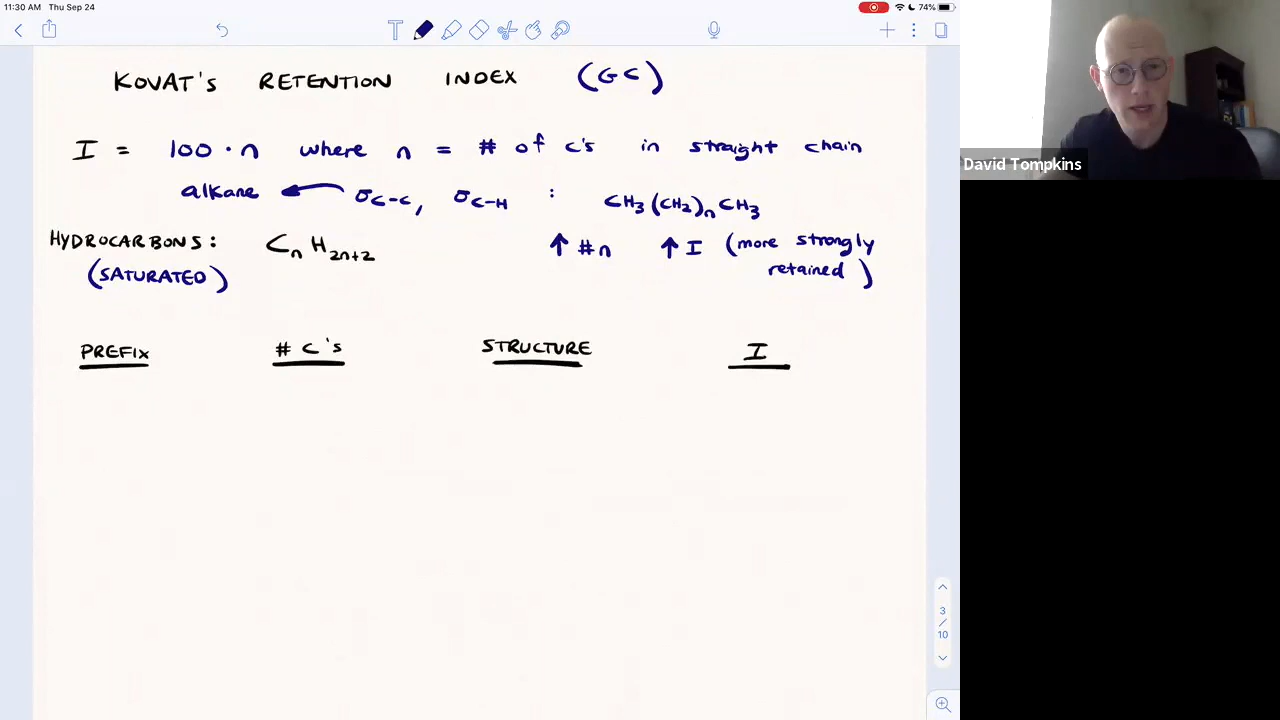 11:30 AM Thu Sep 24
74%
KOVAT'S RETENTION INDEX (GC)
I = 100 · n where n = # of C's in straight chain
alkane ← σC-C, σC-H : CH3(CH2)nCH3
HYDROCARBONS: CnH2n+2 ↑ #n ↑ I (more strongly
(SATURATED) retained)
PREFIX # C's STRUCTURE I
David Tompkins
3
/
10